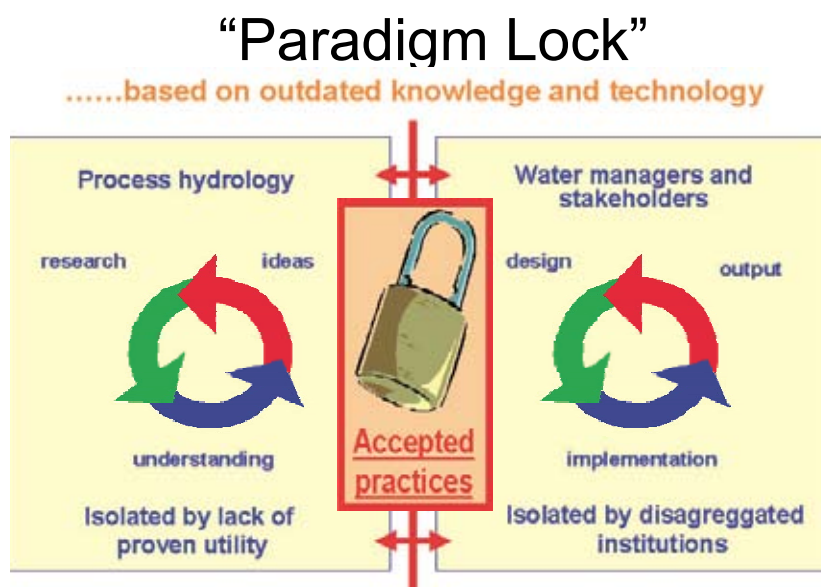 “Paradigm Lock”
......based on outdated knowledge and technology
Process hydrology
research
ideas
understanding
Isolated by lack of
proven utility
Accepted
practices
Water managers and
stakeholders
design
output
implementation
Isolated by disagreggated
institutions